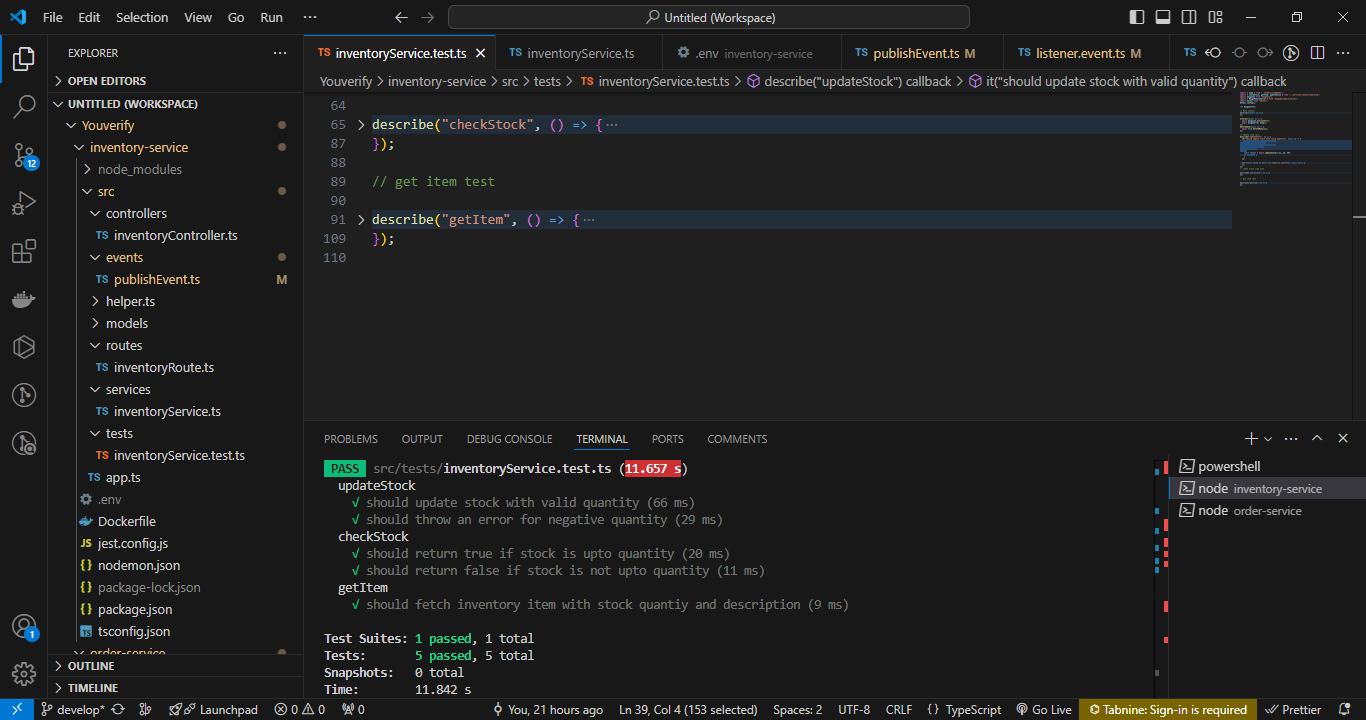 File Edit Selection View Go Run ··· Untitled (Workspace)
EXPLORER ···
OPEN EDITORS
UNTITLED (WORKSPACE)
Youverify
inventory-service
node_modules
src
controllers
TS inventoryController.ts
events
TS publishEvent.ts M
helper.ts
models
routes
TS inventoryRoute.ts
services
TS inventoryService.ts
tests
TS inventoryService.test.ts
TS app.ts
.env
Dockerfile
JS jest.config.js
{} nodemon.json
{} package-lock.json
{} package.json
TS tsconfig.json
order-service
OUTLINE
TIMELINE
12
1
TS inventoryService.test.ts TS inventoryService.ts .env inventory-service TS publishEvent.ts M TS listener.event.ts M TS ···
Youverify > inventory-service > src > tests > TS inventoryService.test.ts > describe("updateStock") callback > it("should update stock with valid quantity") callback
64
65 describe("checkStock", () => {···
87 });
88
89 // get item test
90
91 describe("getItem", () => {···
109 });
110
PROBLEMS OUTPUT DEBUG CONSOLE TERMINAL PORTS COMMENTS
PASS src/tests/inventoryService.test.ts (11.657 s)
updateStock
√ should update stock with valid quantity (66 ms)
√ should throw an error for negative quantity (29 ms)
checkStock
√ should return true if stock is upto quantity (20 ms)
√ should return false if stock is not upto quantity (11 ms)
getItem
√ should fetch inventory item with stock quantiy and description (9 ms)
Test Suites: 1 passed, 1 total
Tests: 5 passed, 5 total
Snapshots: 0 total
Time: 11.842 s
powershell
node inventory-service
node order-service
develop* Launchpad 0 0 0 You, 21 hours ago Ln 39, Col 4 (153 selected) Spaces: 2 UTF-8 CRLF {} TypeScript Go Live Tabnine: Sign-in is required Prettier